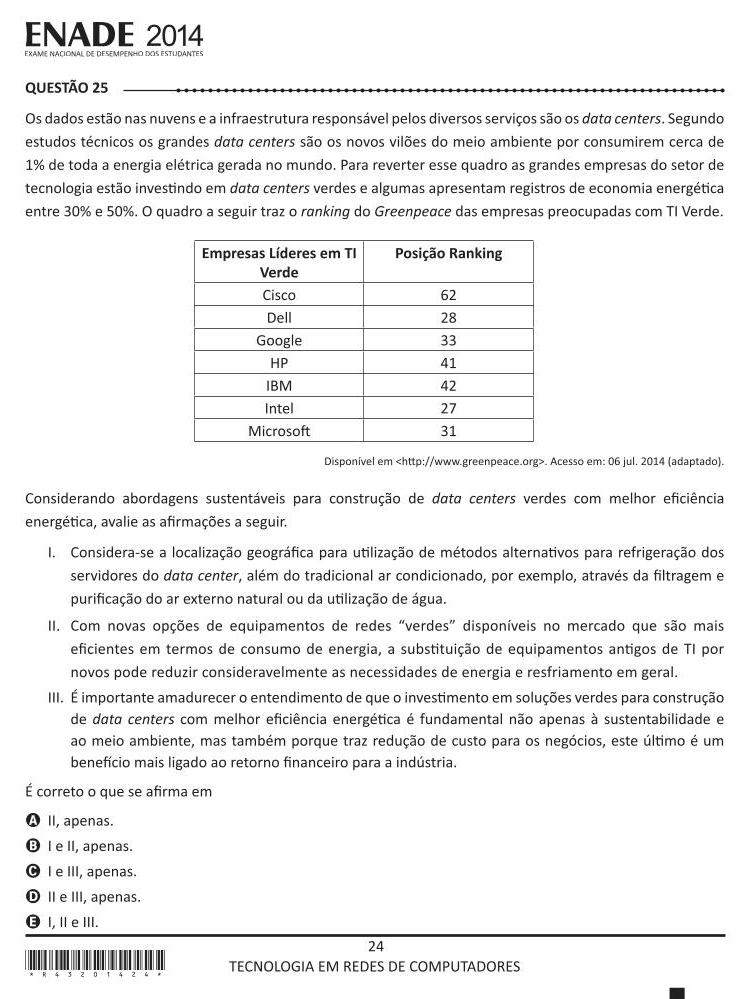 ENADE 2014
EXAME NACIONAL DE DESEMPENHO DOS ESTUDANTES
QUESTÃO 25
Os dados estão nas nuvens e a infraestrutura responsável pelos diversos serviços são os data centers. Segundo
estudos técnicos os grandes data centers são os novos vilões do meio ambiente por consumirem cerca de
1% de toda a energia elétrica gerada no mundo. Para reverter esse quadro as grandes empresas do setor de
tecnologia estão investindo em data centers verdes e algumas apresentam registros de economia energética
entre 30% e 50%. O quadro a seguir traz o ranking do Greenpeace das empresas preocupadas com TI Verde.
Empresas Líderes em TI Posição Ranking
Verde
Cisco 62
Dell 28
Google 33
HP 41
IBM 42
Intel 27
Microsoft 31
Disponível em <http://www.greenpeace.org>. Acesso em: 06 jul. 2014 (adaptado).
Considerando abordagens sustentáveis para construção de data centers verdes com melhor eficiência
energética, avalie as afirmações a seguir.
I. Considera-se a localização geográfica para utilização de métodos alternativos para refrigeração dos
servidores do data center, além do tradicional ar condicionado, por exemplo, através da filtragem e
purificação do ar externo natural ou da utilização de água.
II. Com novas opções de equipamentos de redes “verdes” disponíveis no mercado que são mais
eficientes em termos de consumo de energia, a substituição de equipamentos antigos de TI por
novos pode reduzir consideravelmente as necessidades de energia e resfriamento em geral.
III. É importante amadurecer o entendimento de que o investimento em soluções verdes para construção
de data centers com melhor eficiência energética é fundamental não apenas à sustentabilidade e
ao meio ambiente, mas também porque traz redução de custo para os negócios, este último é um
benefício mais ligado ao retorno financeiro para a indústria.
É correto o que se afirma em
A II, apenas.
B I e II, apenas.
C I e III, apenas.
D II e III, apenas.
E I, II e III.
24
TECNOLOGIA EM REDES DE COMPUTADORES
* R 4 3 2 0 1 4 2 4 *